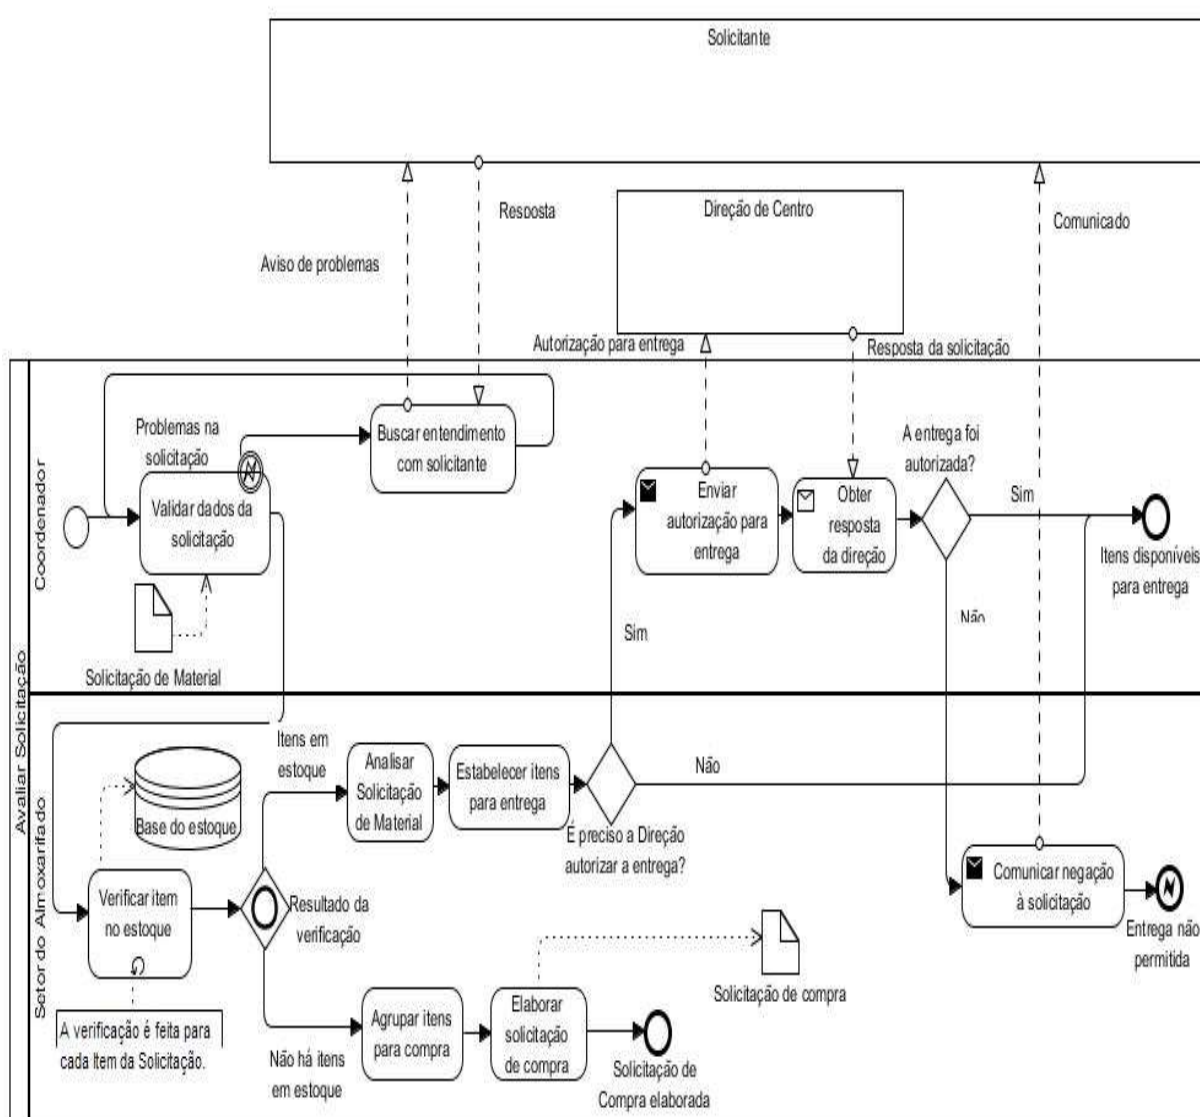 Solicitante
Resposta
Direção de Centro
Comunicado
Aviso de problemas
Autorização para entrega
Resposta da solicitação
Avaliar Solicitação
Coordenador
Problemas na
solicitação
Validar dados da
solicitação
Buscar entendimento
com solicitante
Solicitação de Material
Enviar
autorização para
entrega
Obter
resposta
da direção
A entrega foi
autorizada?
Sim
Itens disponíveis
para entrega
Não
Sim
Setor do Almoxarifado
Itens em
estoque
Base do estoque
Analisar
Solicitação
de Material
Estabelecer itens
para entrega
Não
É preciso a Direção
autorizar a entrega?
Verificar item
no estoque
Resultado da
verificação
Comunicar negação
à solicitação
Entrega não
permitida
A verificação é feita para
cada Item da Solicitação.
Não há itens
em estoque
Agrupar itens
para compra
Elaborar
solicitação
de compra
Solicitação de compra
Solicitação de
Compra elaborada